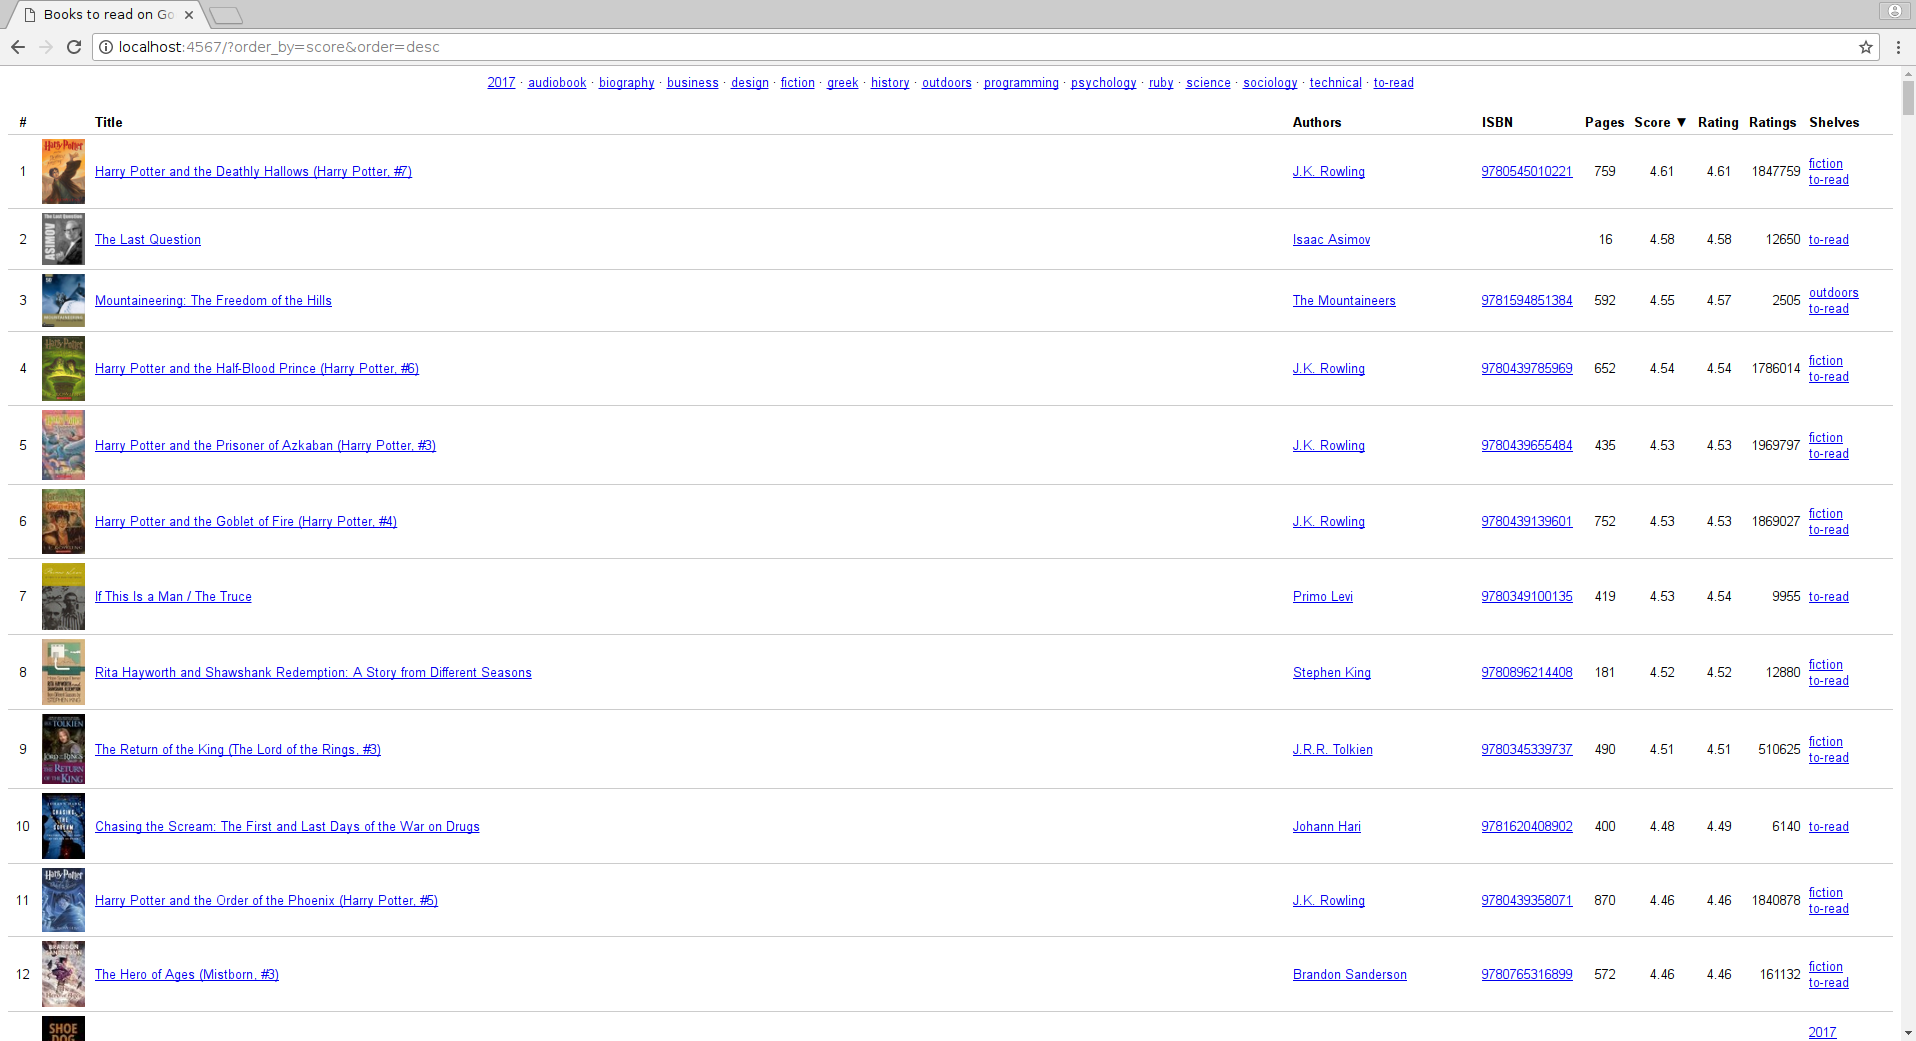 Books to read on Go
localhost:4567/?order_by=score&order=desc
2017 · audiobook · biography · business · design · fiction · greek · history · outdoors · programming · psychology · ruby · science · sociology · technical · to-read
# Title Authors ISBN Pages Score ▼ Rating Ratings Shelves
1 Harry Potter and the Deathly Hallows (Harry Potter, #7) J.K. Rowling 9780545010221 759 4.61 4.61 1847759 fiction
to-read
2 The Last Question Isaac Asimov 16 4.58 4.58 12650 to-read
3 Mountaineering: The Freedom of the Hills The Mountaineers 9781594851384 592 4.55 4.57 2505 outdoors
to-read
4 Harry Potter and the Half-Blood Prince (Harry Potter, #6) J.K. Rowling 9780439785969 652 4.54 4.54 1786014 fiction
to-read
5 Harry Potter and the Prisoner of Azkaban (Harry Potter, #3) J.K. Rowling 9780439655484 435 4.53 4.53 1969797 fiction
to-read
6 Harry Potter and the Goblet of Fire (Harry Potter, #4) J.K. Rowling 9780439139601 752 4.53 4.53 1869027 fiction
to-read
7 If This Is a Man / The Truce Primo Levi 9780349100135 419 4.53 4.54 9955 to-read
8 Rita Hayworth and Shawshank Redemption: A Story from Different Seasons Stephen King 9780896214408 181 4.52 4.52 12880 fiction
to-read
9 The Return of the King (The Lord of the Rings, #3) J.R.R. Tolkien 9780345339737 490 4.51 4.51 510625 fiction
to-read
10 Chasing the Scream: The First and Last Days of the War on Drugs Johann Hari 9781620408902 400 4.48 4.49 6140 to-read
11 Harry Potter and the Order of the Phoenix (Harry Potter, #5) J.K. Rowling 9780439358071 870 4.46 4.46 1840878 fiction
to-read
12 The Hero of Ages (Mistborn, #3) Brandon Sanderson 9780765316899 572 4.46 4.46 161132 fiction
to-read
SHOE
DOG
2017